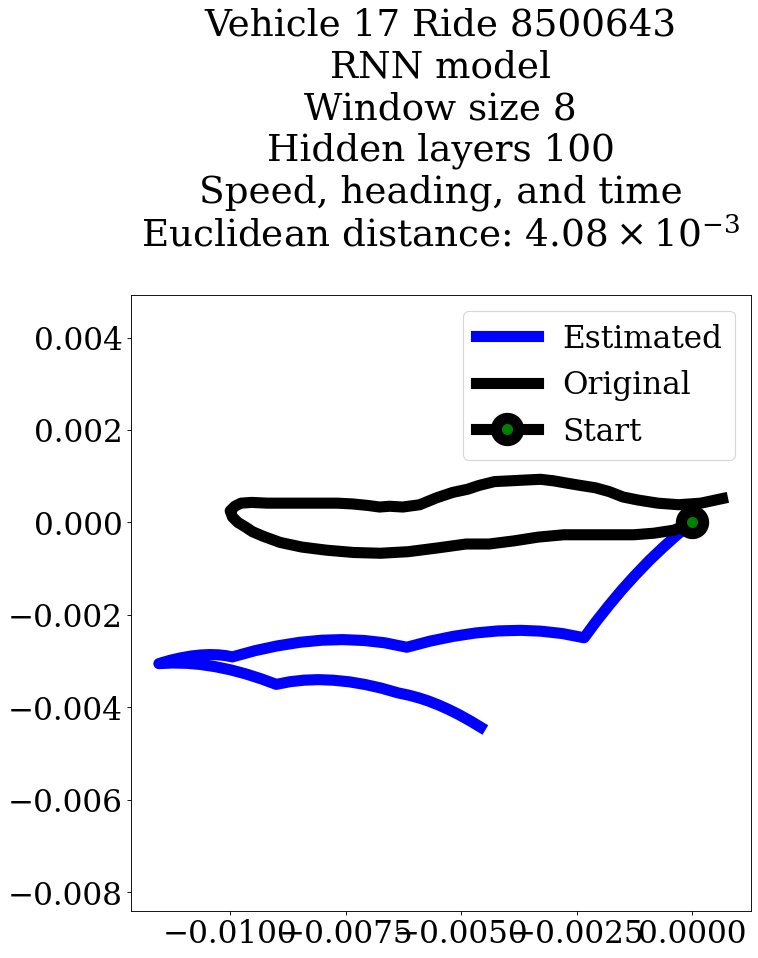 Vehicle 17 Ride 8500643
RNN model
Window size 8
Hidden layers 100
Speed, heading, and time
Euclidean distance: 4.08 × 10⁻³
Estimated
Original
Start
0.004
0.002
0.000
−0.002
−0.004
−0.006
−0.008
−0.0100 −0.0075 −0.0050 −0.0025 0.0000